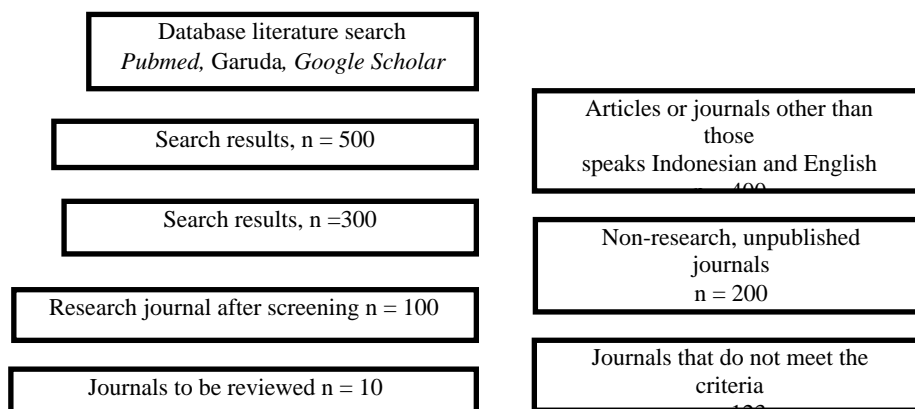 Database literature search
Pubmed, Garuda, Google Scholar
Search results, n = 500
Search results, n =300
Research journal after screening n = 100
Journals to be reviewed n = 10
Articles or journals other than
those
speaks Indonesian and English
Non-research, unpublished
journals
n = 200
Journals that do not meet the
criteria